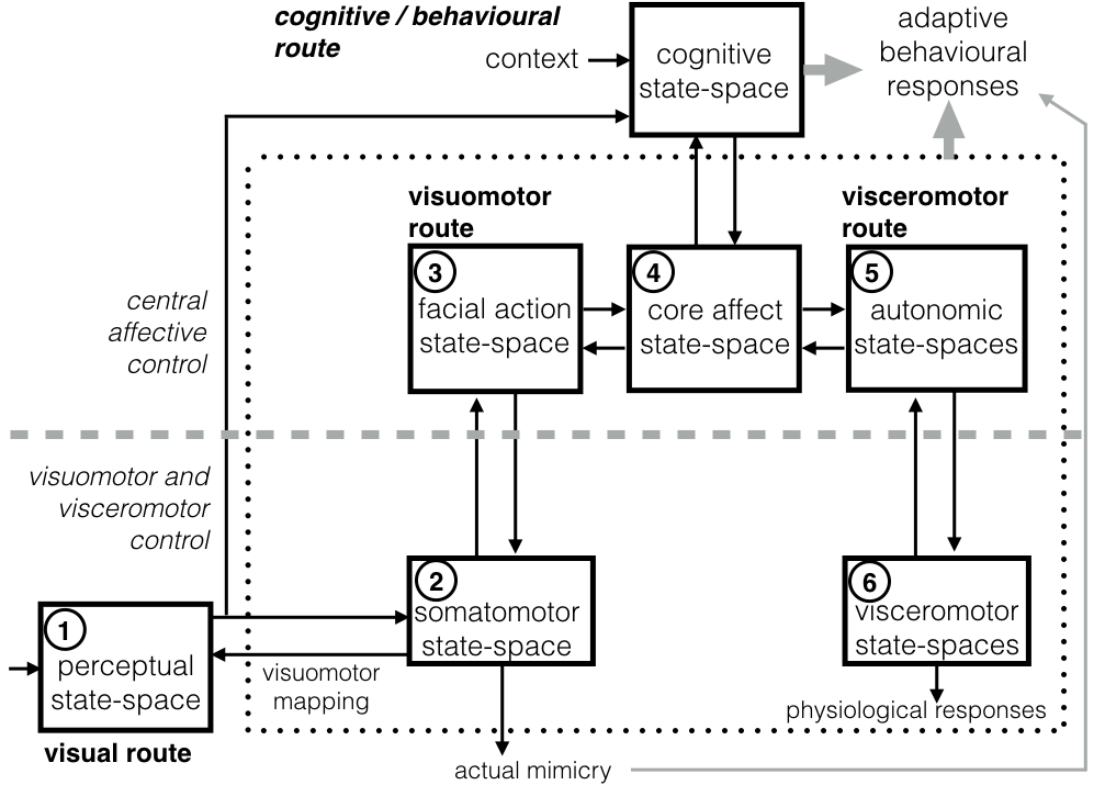 cognitive / behavioural
route
context
cognitive
state-space
adaptive
behavioural
responses
visuomotor
route
visceromotor
route
3
facial action
state-space
4
core affect
state-space
5
autonomic
state-spaces
central
affective
control
visuomotor and
visceromotor
control
1
perceptual
state-space
visual route
2
somatomotor
state-space
visuomotor
mapping
6
visceromotor
state-spaces
physiological responses
actual mimicry